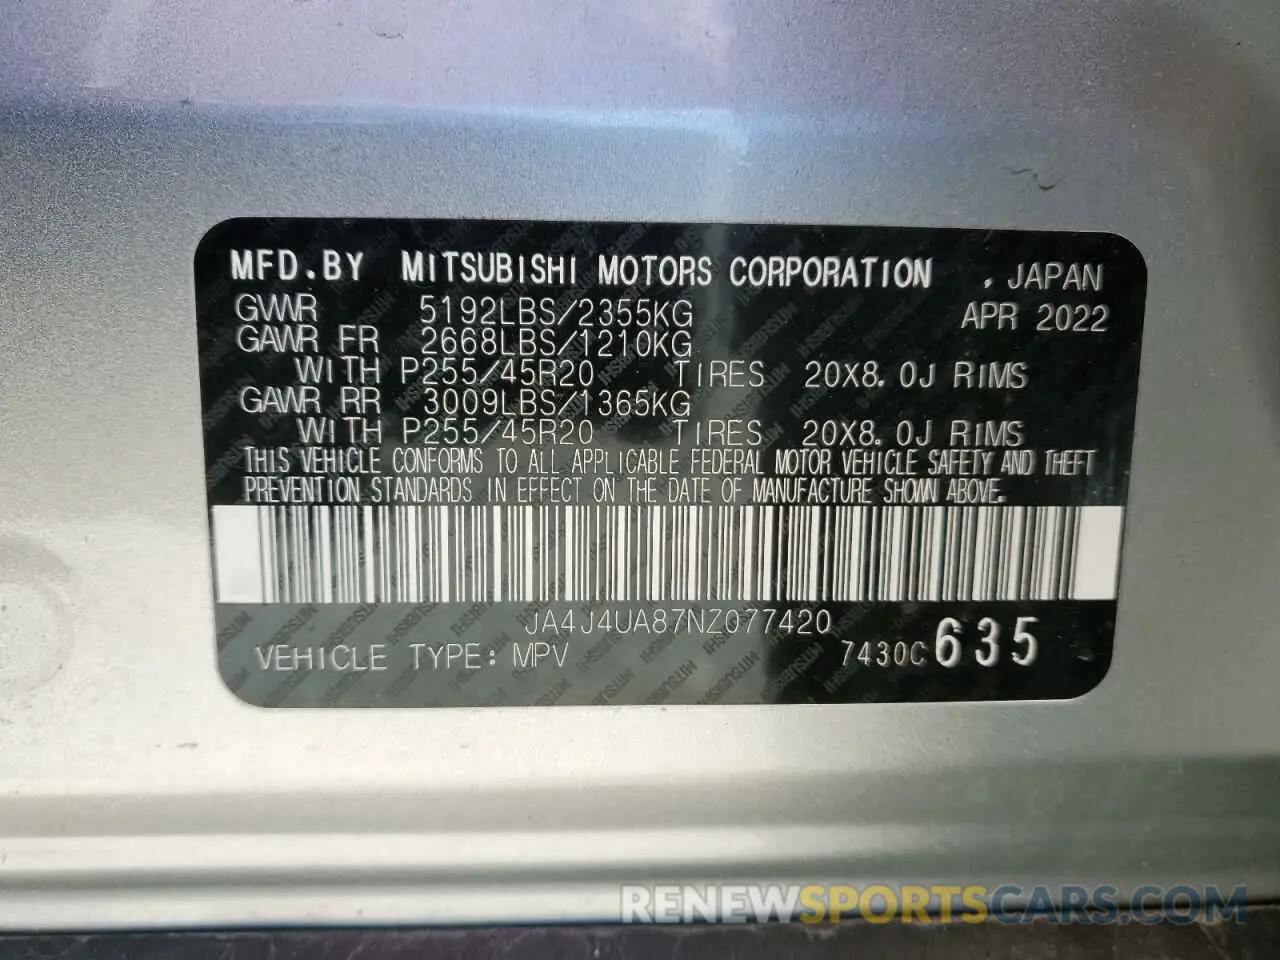 MFD.BY MITSUBISHI MOTORS CORPORATION , JAPAN
GVWR 5192LBS/2355KG APR 2022
GAWR FR 2668LBS/1210KG
WITH P255/45R20 TIRES 20X8.0J RIMS
GAWR RR 3009LBS/1365KG
WITH P255/45R20 TIRES 20X8.0J RIMS
THIS VEHICLE CONFORMS TO ALL APPLICABLE FEDERAL MOTOR VEHICLE SAFETY AND THEFT
PREVENTION STANDARDS IN EFFECT ON THE DATE OF MANUFACTURE SHOWN ABOVE.
JA4J4UA87NZ077420
VEHICLE TYPE: MPV 7430C 635
RENEWSPORTSCARS.COM